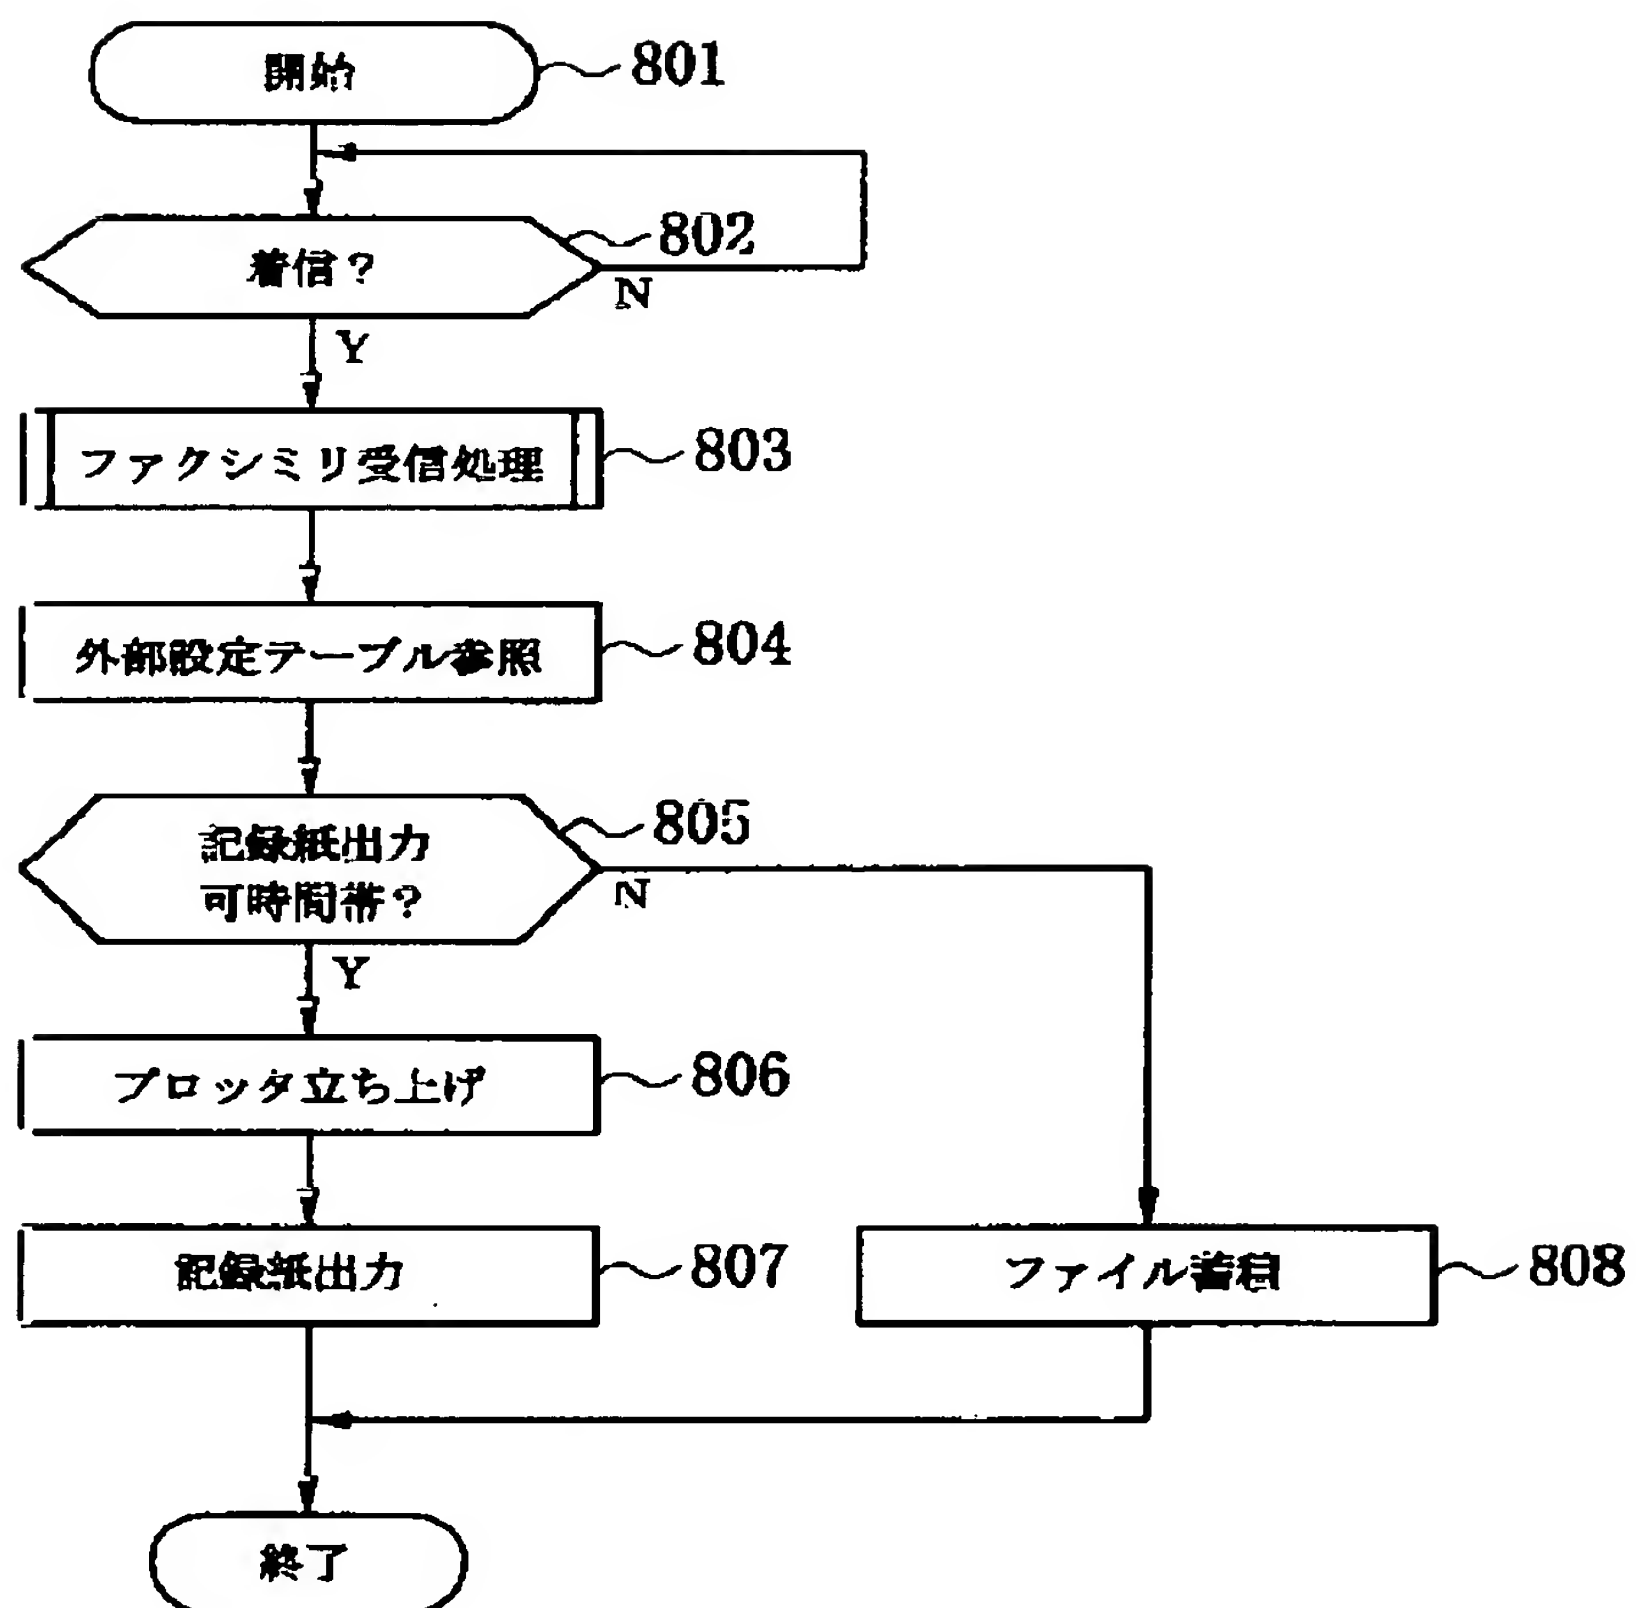 開始
801
着信？
802
N
Y
ファクシミリ受信処理
803
外部設定テーブル参照
804
記録紙出力
可時間帯？
805
N
Y
プロッタ立ち上げ
806
記録紙出力
807
ファイル蓄積
808
終了